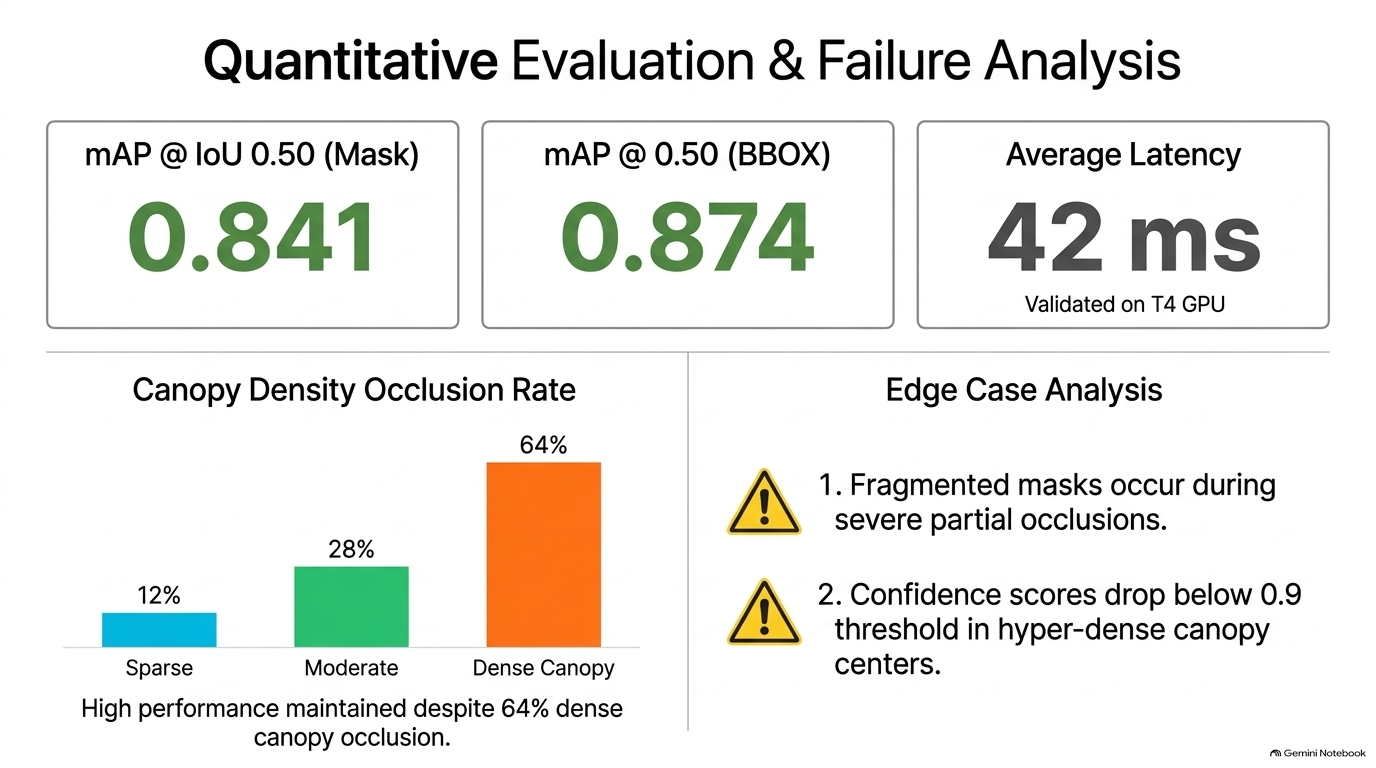 Quantitative Evaluation & Failure Analysis
mAP @ IoU 0.50 (Mask)
0.841
mAP @ 0.50 (BBOX)
0.874
Average Latency
42 ms
Validated on T4 GPU
Canopy Density Occlusion Rate
12%
28%
64%
Sparse
Moderate
Dense Canopy
High performance maintained despite 64% dense
canopy occlusion.
Edge Case Analysis
1. Fragmented masks occur during
severe partial occlusions.
2. Confidence scores drop below 0.9
threshold in hyper-dense canopy
centers.
Gemini Notebook